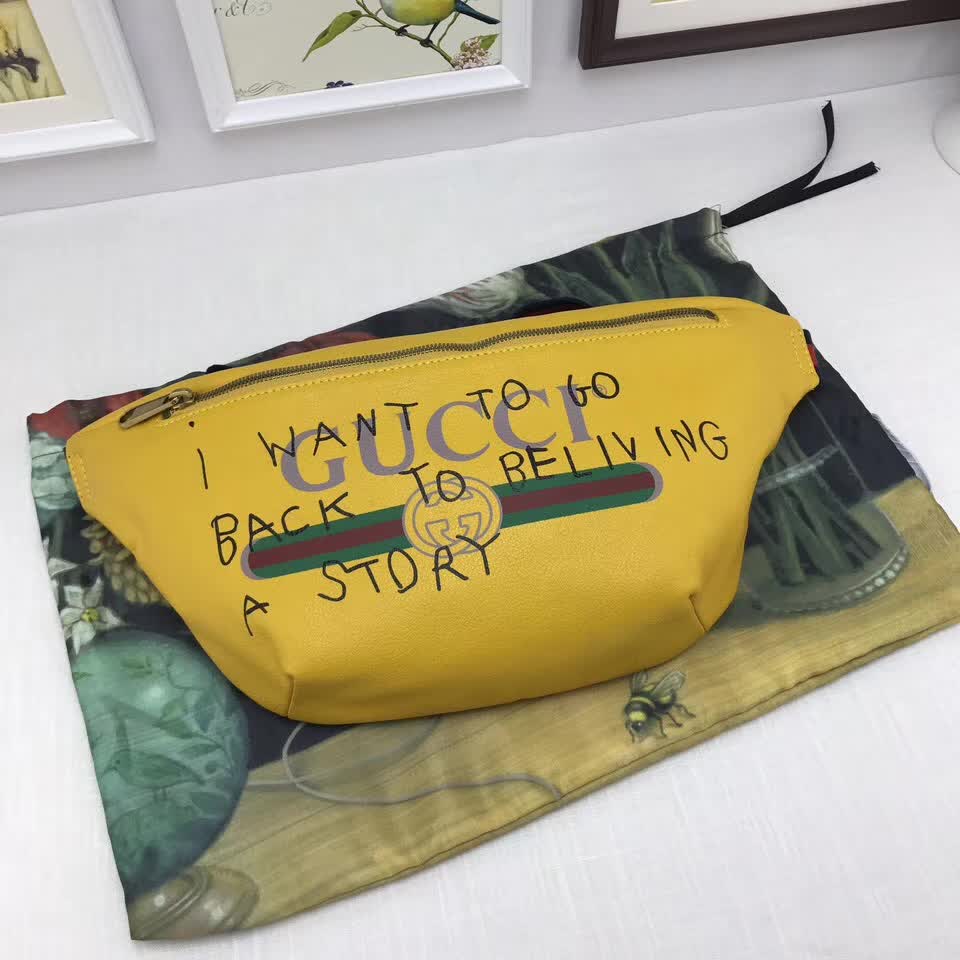 GUCCI
i WANT TO GO
BACK TO BELIVING
A STORY